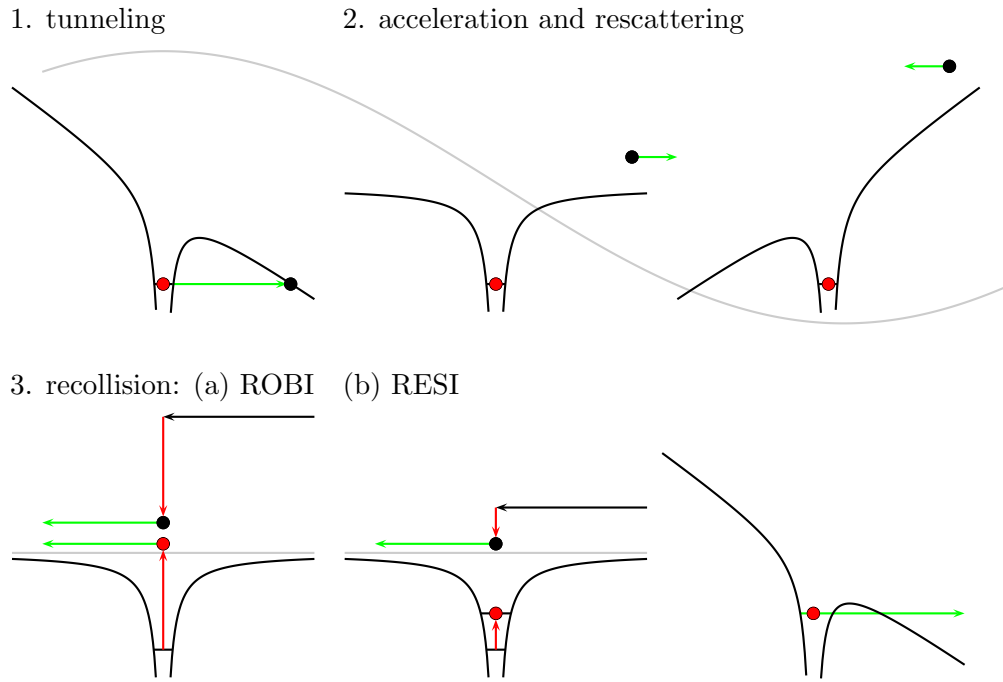 1. tunneling
2. acceleration and rescattering
3. recollision: (a) ROBI
(b) RESI